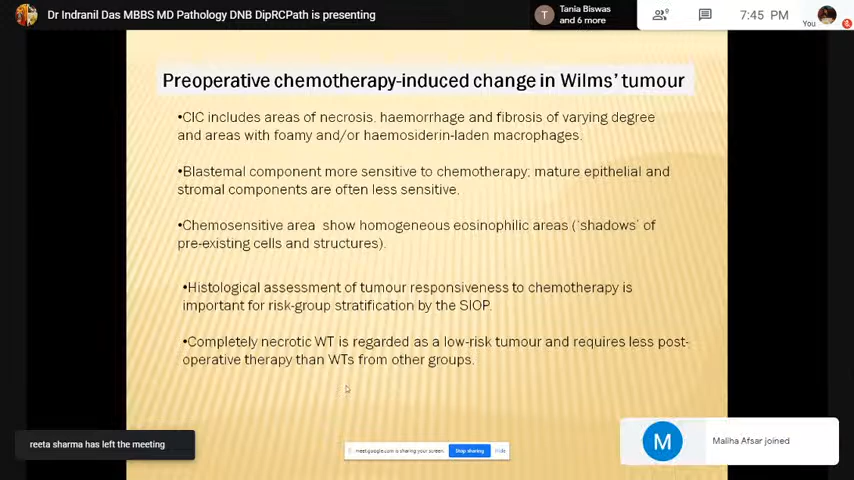 Dr Indranil Das MBBS MD Pathology DNB DipRCPath is presenting
T
Tania Biswas
and 6 more
9
7:45 PM
You
Preoperative chemotherapy-induced change in Wilms' tumour
•CIC includes areas of necrosis, haemorrhage and fibrosis of varying degree
and areas with foamy and/or haemosiderin-laden macrophages.
•Blastemal component more sensitive to chemotherapy; mature epithelial and
stromal components are often less sensitive.
•Chemosensitive area show homogeneous eosinophilic areas ('shadows' of
pre-existing cells and structures).
•Histological assessment of tumour responsiveness to chemotherapy is
important for risk-group stratification by the SIOP.
•Completely necrotic WT is regarded as a low-risk tumour and requires less post-
operative therapy than WTs from other groups.
reeta sharma has left the meeting
meet.google.com is sharing your screen.
Stop sharing
Hide
M
Maliha Afsar joined